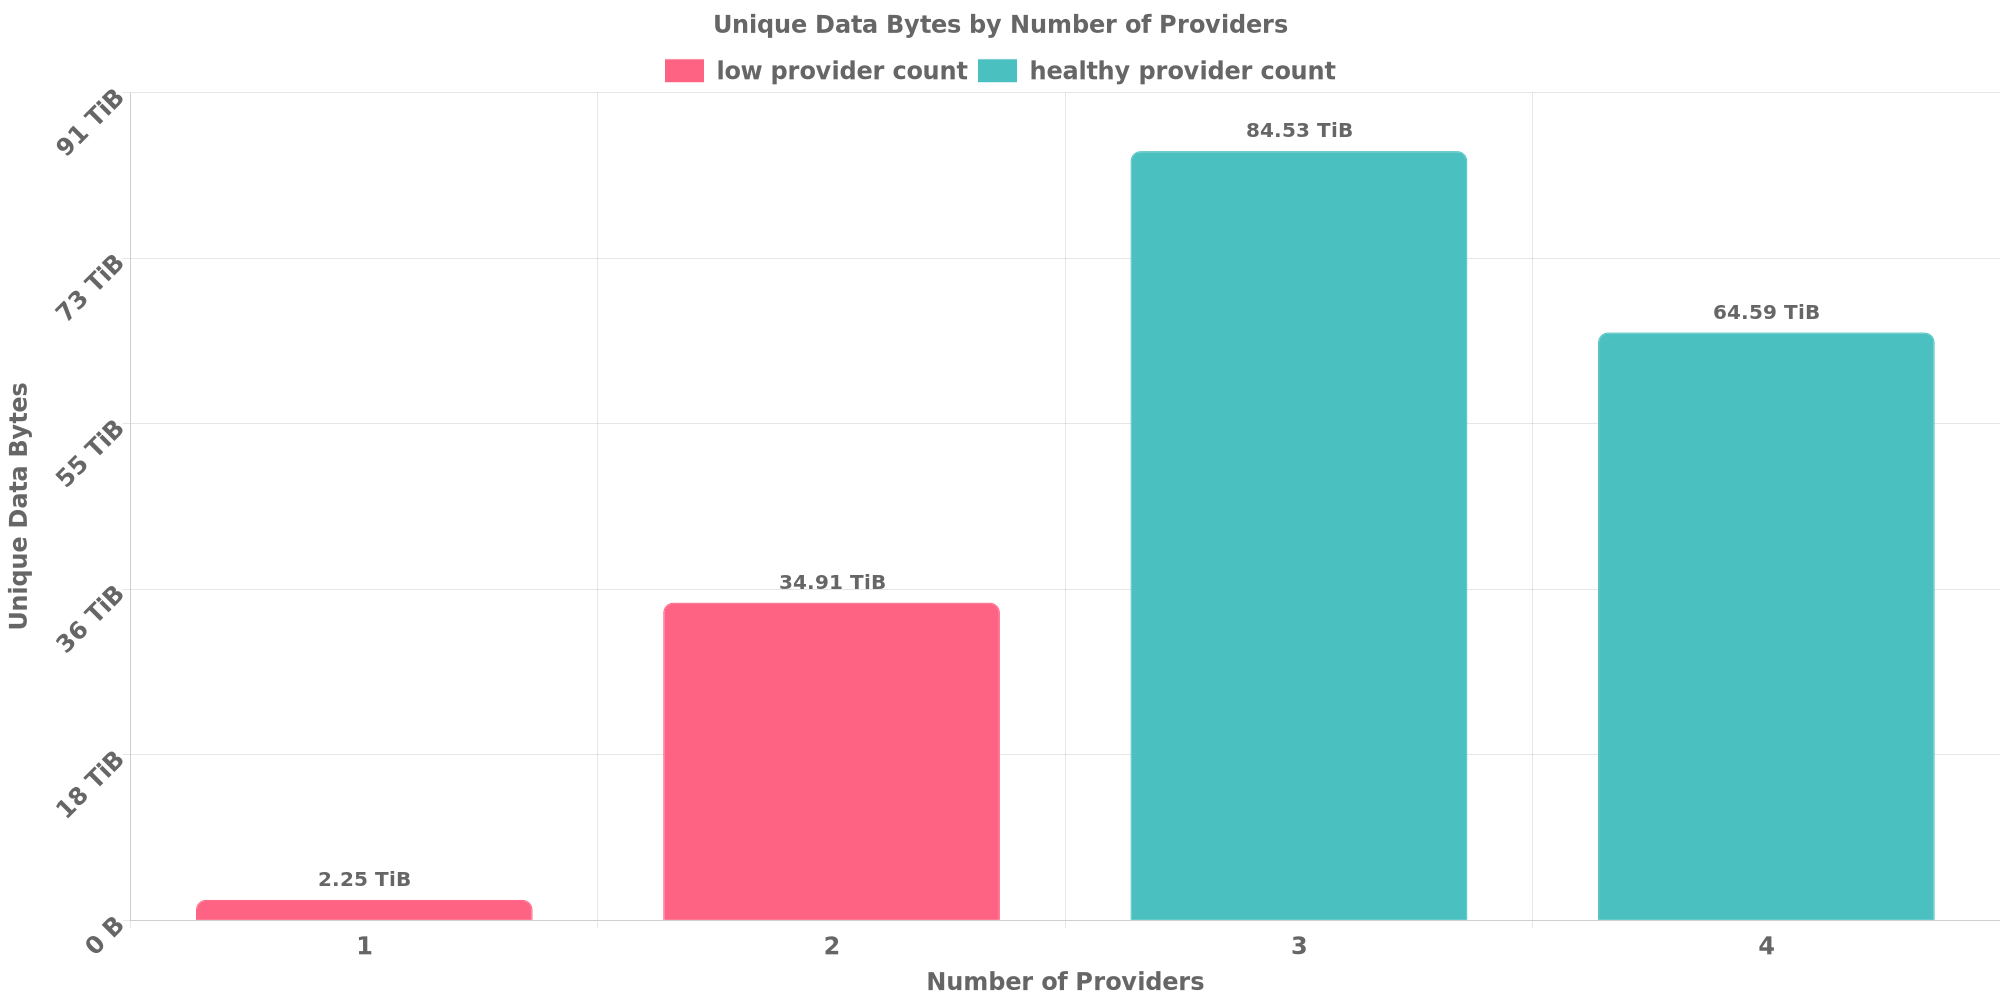 Unique Data Bytes by Number of Providers
low provider count healthy provider count
91 TiB
73 TiB
55 TiB
36 TiB
18 TiB
0 B
Unique Data Bytes
2.25 TiB
34.91 TiB
84.53 TiB
64.59 TiB
1 2 3 4
Number of Providers